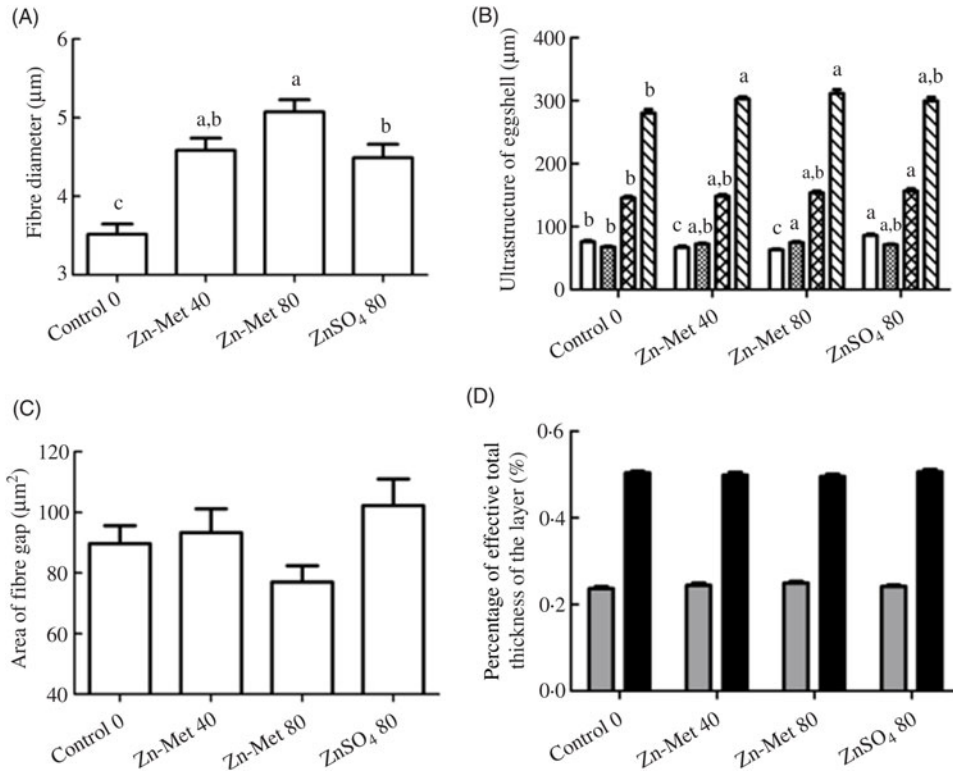 (A)
Fibre diameter (μm)
6
5
4
3
c
a,b
a
b
Control 0
Zn-Met 40
Zn-Met 80
ZnSO4 80
(B)
Ultrastructure of eggshell (μm)
400
300
200
100
0
b
b
b
b
c
a,b
a,b
a
c
a
a,b
a
a
a,b
a
a,b
Control 0
Zn-Met 40
Zn-Met 80
ZnSO4 80
(C)
Area of fibre gap (μm²)
120
100
80
60
40
Control 0
Zn-Met 40
Zn-Met 80
ZnSO4 80
(D)
Percentage of effective total
thickness of the layer (%)
0·6
0·4
0·2
0·0
Control 0
Zn-Met 40
Zn-Met 80
ZnSO4 80